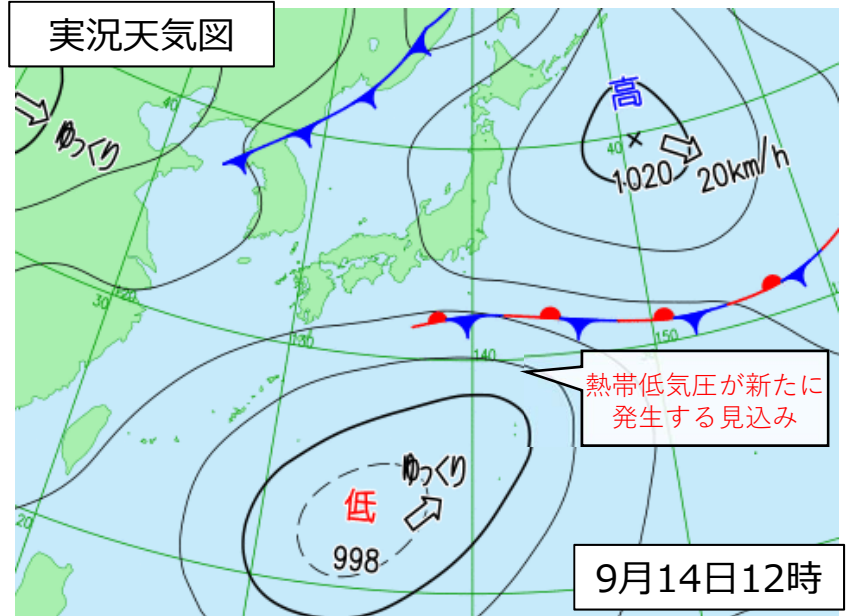 実況天気図
ゆっくり
40
高
40
1020
20km/h
30
120
130
140
150
熱帯低気圧が新たに
発生する見込み
ゆっくり
低
998
20
9月14日12時